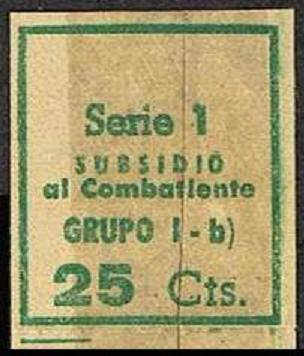 Serie 1
SUBSIDIO
al Combatiente
GRUPO I - b)
25 Cts.